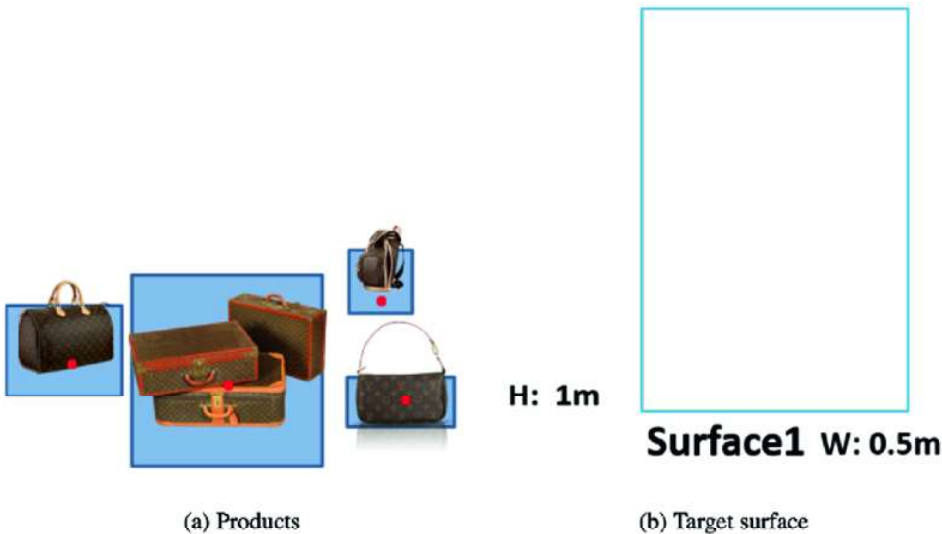 H: 1m
Surface1 W: 0.5m
(a) Products
(b) Target surface